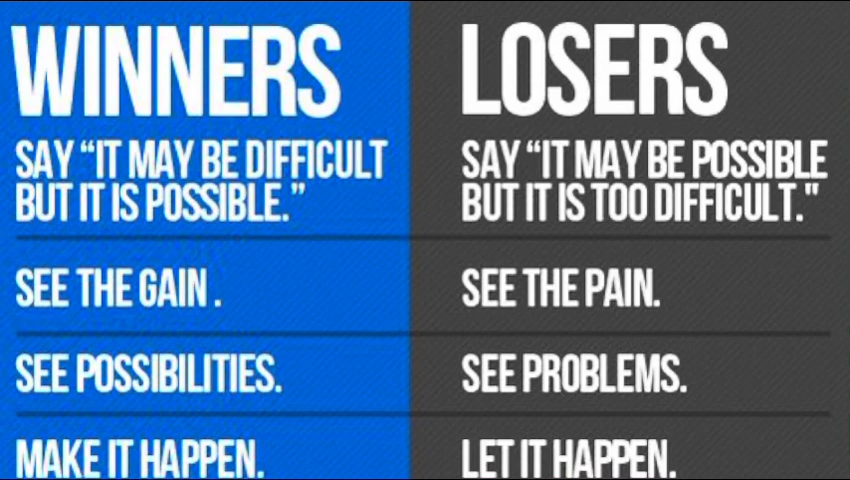 WINNERS
SAY “IT MAY BE DIFFICULT
BUT IT IS POSSIBLE.”
SEE THE GAIN .
SEE POSSIBILITIES.
MAKE IT HAPPEN.
LOSERS
SAY “IT MAY BE POSSIBLE
BUT IT IS TOO DIFFICULT."
SEE THE PAIN.
SEE PROBLEMS.
LET IT HAPPEN.